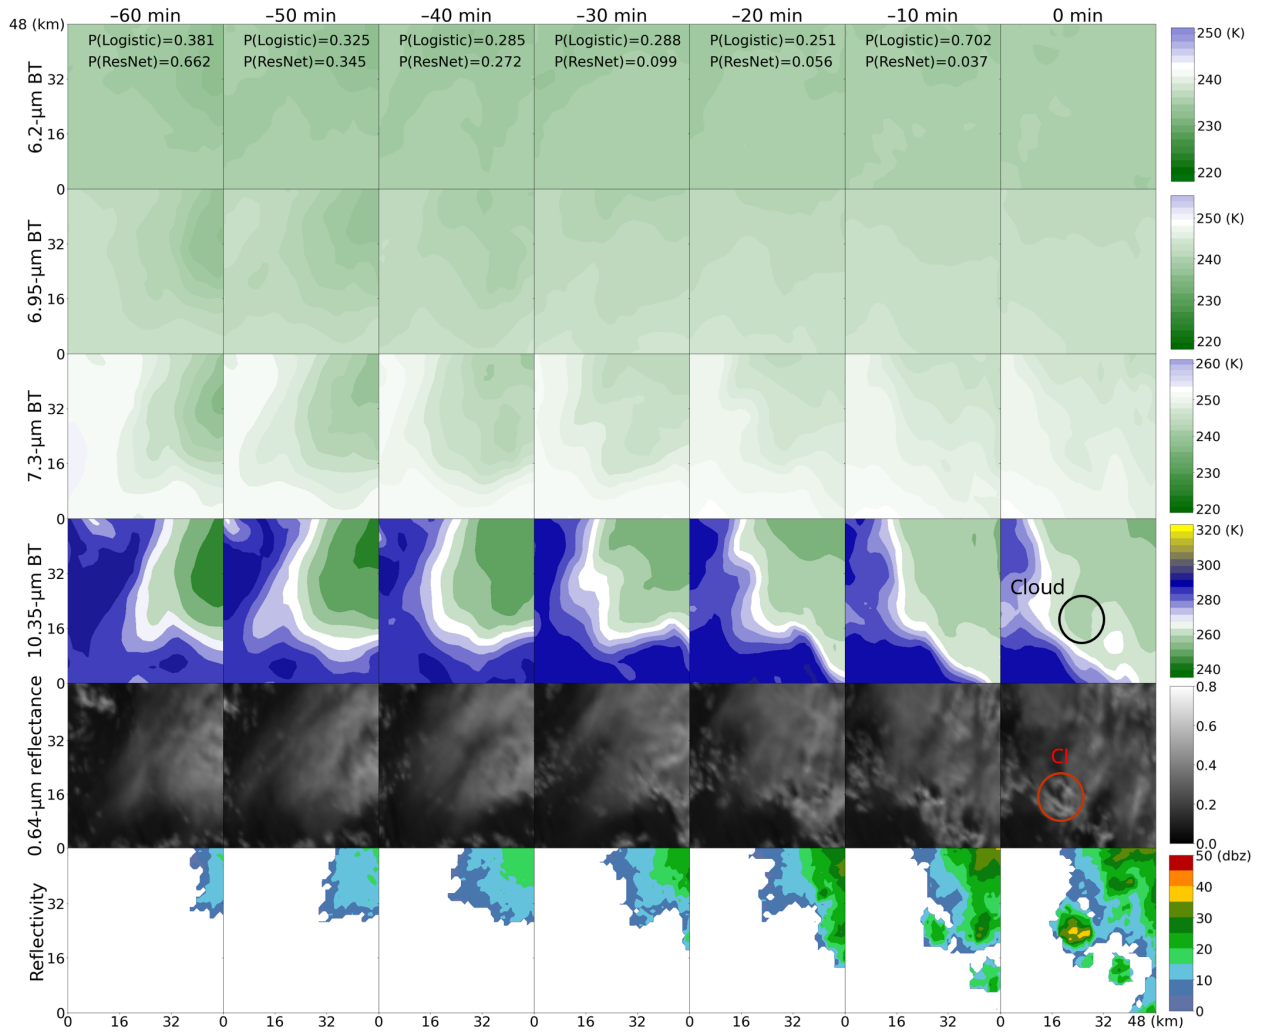 –60 min –50 min –40 min –30 min –20 min –10 min 0 min
48 (km)
P(Logistic)=0.381 P(Logistic)=0.325 P(Logistic)=0.285 P(Logistic)=0.288 P(Logistic)=0.251 P(Logistic)=0.702
P(ResNet)=0.662 P(ResNet)=0.345 P(ResNet)=0.272 P(ResNet)=0.099 P(ResNet)=0.056 P(ResNet)=0.037
6.2-μm BT
32
16
0
250 (K)
240
230
220
6.95-μm BT
32
16
0
250 (K)
240
230
220
7.3-μm BT
32
16
0
260 (K)
250
240
230
220
10.35-μm BT
32
16
0
Cloud
320 (K)
300
280
260
240
0.64-μm reflectance
32
16
0
CI
0.8
0.6
0.4
0.2
0.0
Reflectivity
32
16
0
50 (dbz)
40
30
20
10
0
0 16 32 0 16 32 0 16 32 0 16 32 0 16 32 0 16 32 0 16 32 48 (km)